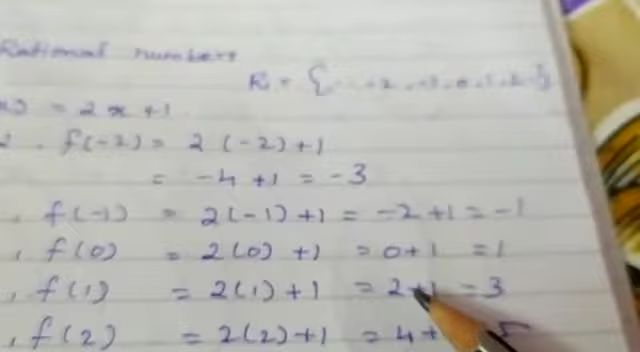 Rational numbers
R = { ... -2, -1, 0, 1, 2 ... }
= 2x+1
f(-2) = 2(-2)+1
= -4+1 = -3
, f(-1) = 2(-1)+1 = -2+1 = -1
, f(0) = 2(0)+1 = 0+1 = 1
, f(1) = 2(1)+1 = 2+1 = 3
, f(2) = 2(2)+1 = 4+ 5